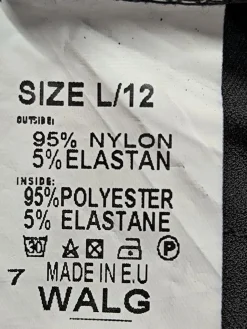 SIZE L/12
OUTSIDE:
95% NYLON
5% ELASTAN
INSIDE:
95% POLYESTER
5% ELASTANE
30 P
7 MADE IN E.U
WALG